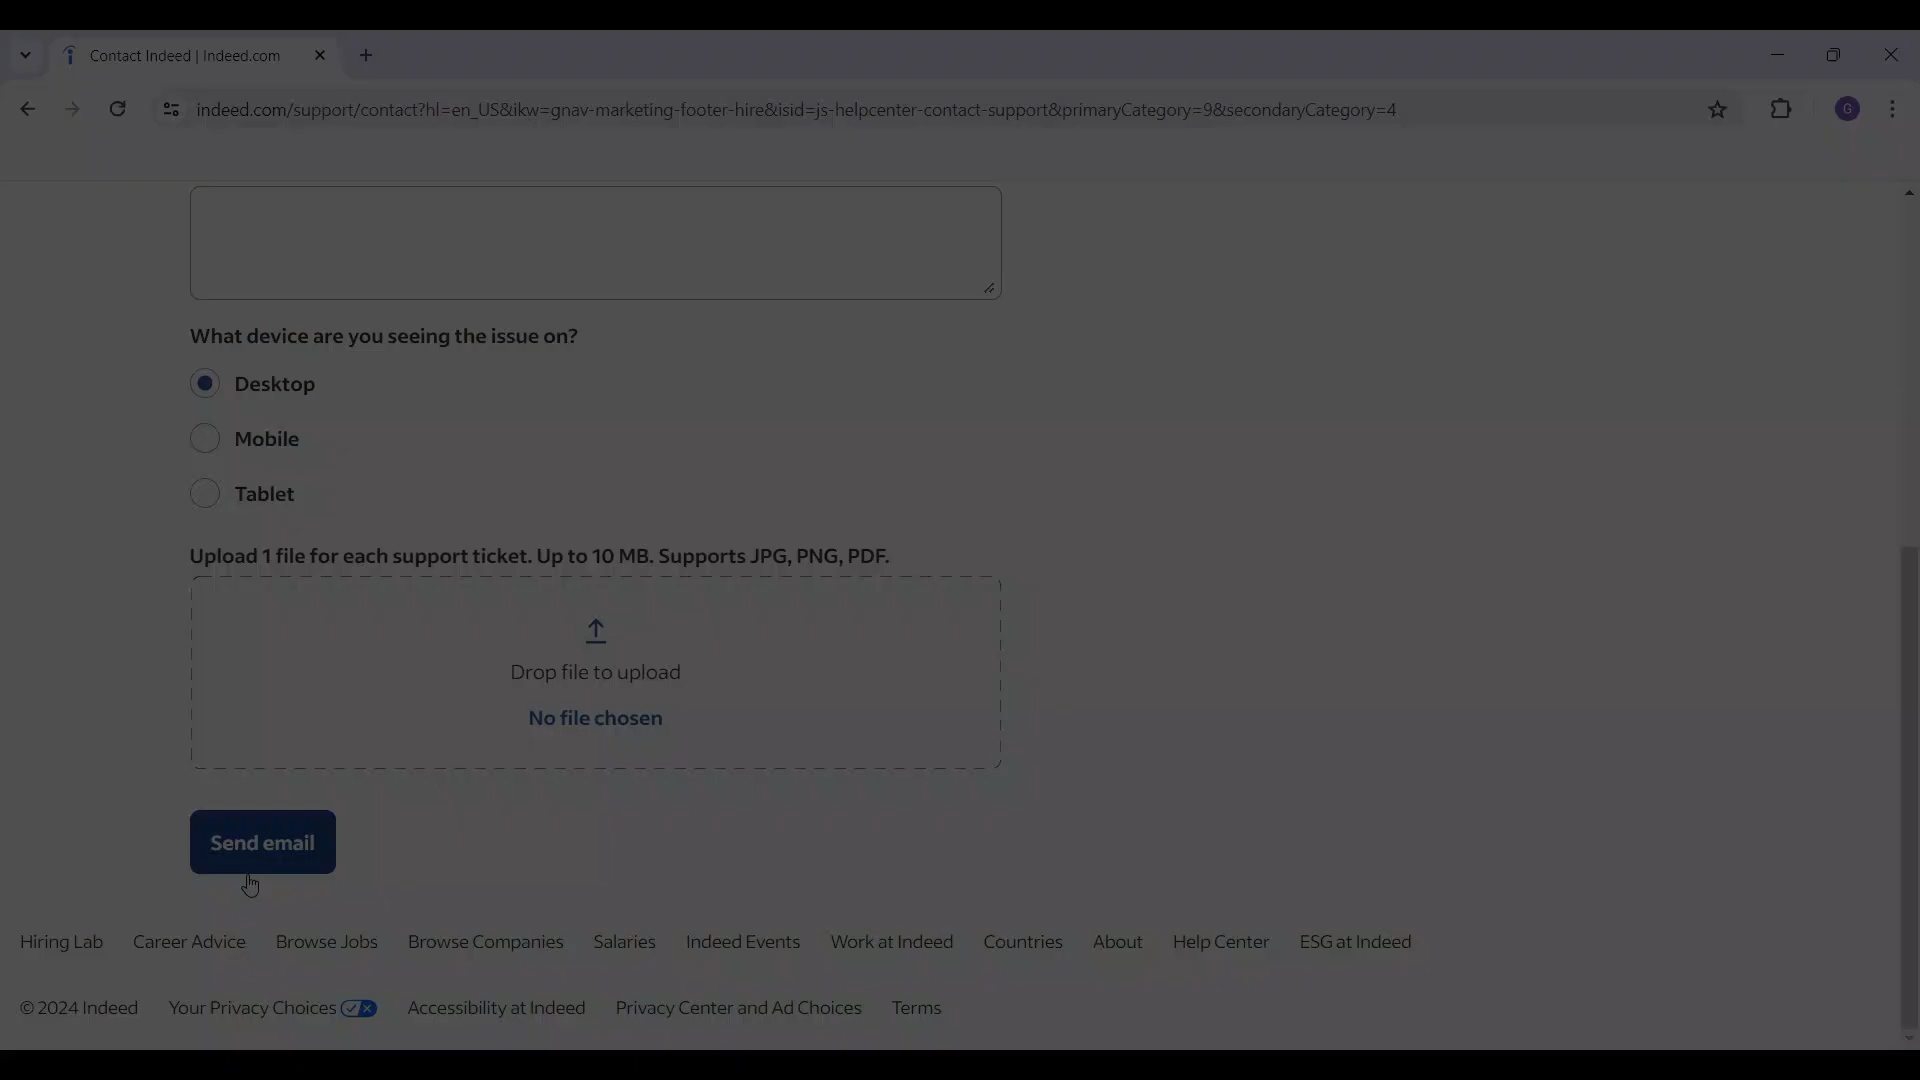 Contact Indeed | Indeed.com
indeed.com/support/contact?hl=en_US&ikw=gnav-marketing-footer-hire&isid=js-helpcenter-contact-support&primaryCategory=9&secondaryCategory=4
G
What device are you seeing the issue on?
Desktop
Mobile
Tablet
Upload 1 file for each support ticket. Up to 10 MB. Supports JPG, PNG, PDF.
Drop file to upload
No file chosen
Send email
Hiring Lab Career Advice Browse Jobs Browse Companies Salaries Indeed Events Work at Indeed Countries About Help Center ESG at Indeed
© 2024 Indeed Your Privacy Choices Accessibility at Indeed Privacy Center and Ad Choices Terms